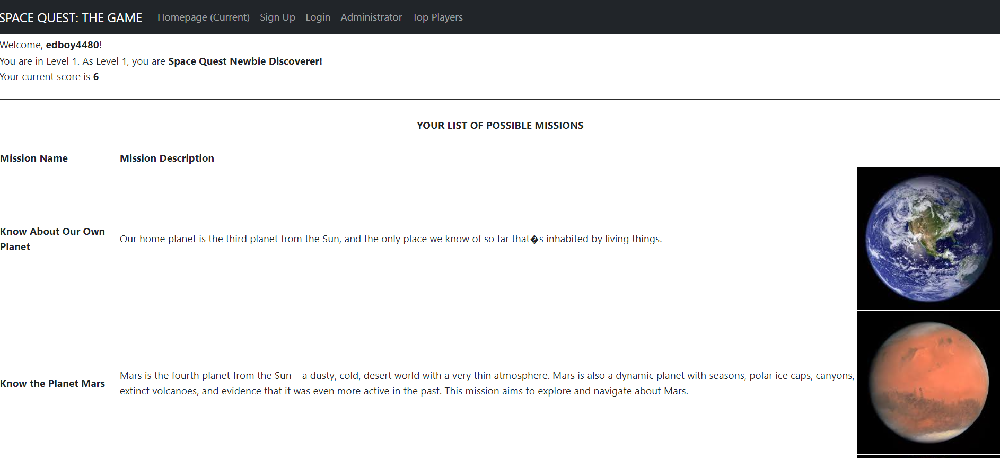 SPACE QUEST: THE GAME Homepage (Current) Sign Up Login Administrator Top Players
Welcome, edboy4480!
You are in Level 1. As Level 1, you are Space Quest Newbie Discoverer!
Your current score is 6
YOUR LIST OF POSSIBLE MISSIONS
Mission Name Mission Description
Know About Our Own
Planet
Our home planet is the third planet from the Sun, and the only place we know of so far that�s inhabited by living things.
Know the Planet Mars
Mars is the fourth planet from the Sun – a dusty, cold, desert world with a very thin atmosphere. Mars is also a dynamic planet with seasons, polar ice caps, canyons,
extinct volcanoes, and evidence that it was even more active in the past. This mission aims to explore and navigate about Mars.